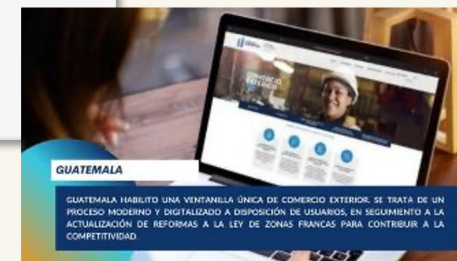 COMERCIO
EXTERIOR
GUATEMALA
GUATEMALA HABILITO UNA VENTANILLA ÚNICA DE COMERCIO EXTERIOR. SE TRATA DE UN
PROCESO MODERNO Y DIGITALIZADO A DISPOSICIÓN DE USUARIOS, EN SEGUIMIENTO A LA
ACTUALIZACIÓN DE REFORMAS A LA LEY DE ZONAS FRANCAS PARA CONTRIBUIR A LA
COMPETITIVIDAD.